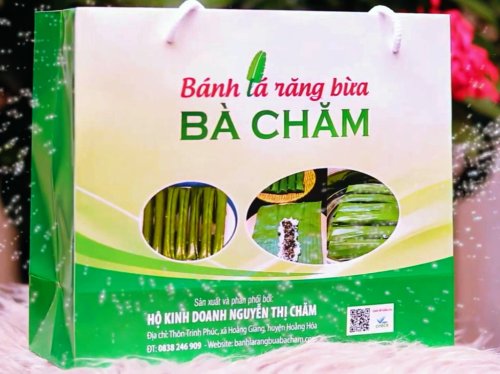 Bánh lá răng bừa
BÀ CHĂM
Sản xuất và phân phối bởi:
HỘ KINH DOANH NGUYỄN THỊ CHĂM
Địa chỉ: Thôn Trinh Phúc, xã Hoằng Giang, huyện Hoằng Hóa
ĐT: 0838 246 909 - Website: banhlarangbuabacham.com